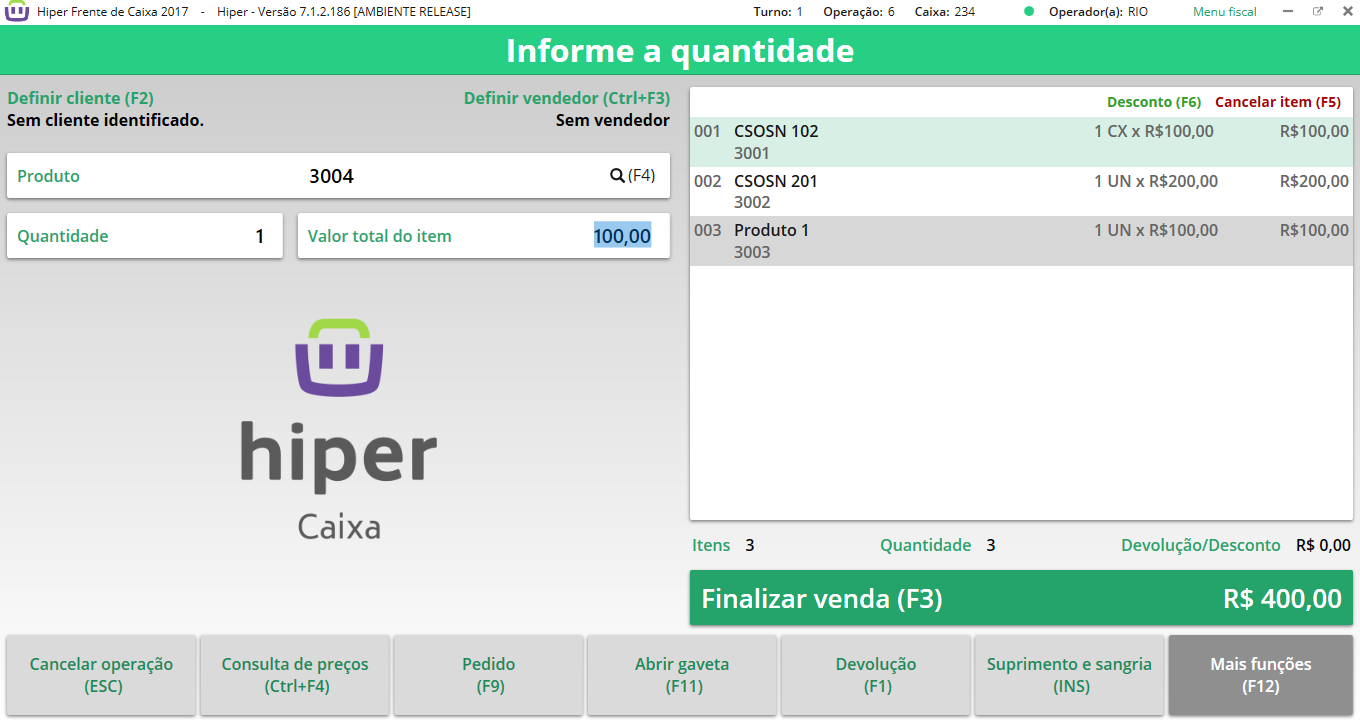 Hiper Frente de Caixa 2017 - Hiper - Versão 7.1.2.186 [AMBIENTE RELEASE] Turno: 1 Operação: 6 Caixa: 234 Operador(a): RIO Menu fiscal
Informe a quantidade
Definir cliente (F2) Definir vendedor (Ctrl+F3)
Sem cliente identificado. Sem vendedor
Produto 3004 (F4)
Quantidade 1 Valor total do item 100,00
hiper
Caixa
Desconto (F6) Cancelar item (F5)
001 CSOSN 102 1 CX x R$100,00 R$100,00
3001
002 CSOSN 201 1 UN x R$200,00 R$200,00
3002
003 Produto 1 1 UN x R$100,00 R$100,00
3003
Itens 3 Quantidade 3 Devolução/Desconto R$ 0,00
Finalizar venda (F3) R$ 400,00
Cancelar operação
(ESC)
Consulta de preços
(Ctrl+F4)
Pedido
(F9)
Abrir gaveta
(F11)
Devolução
(F1)
Suprimento e sangria
(INS)
Mais funções
(F12)